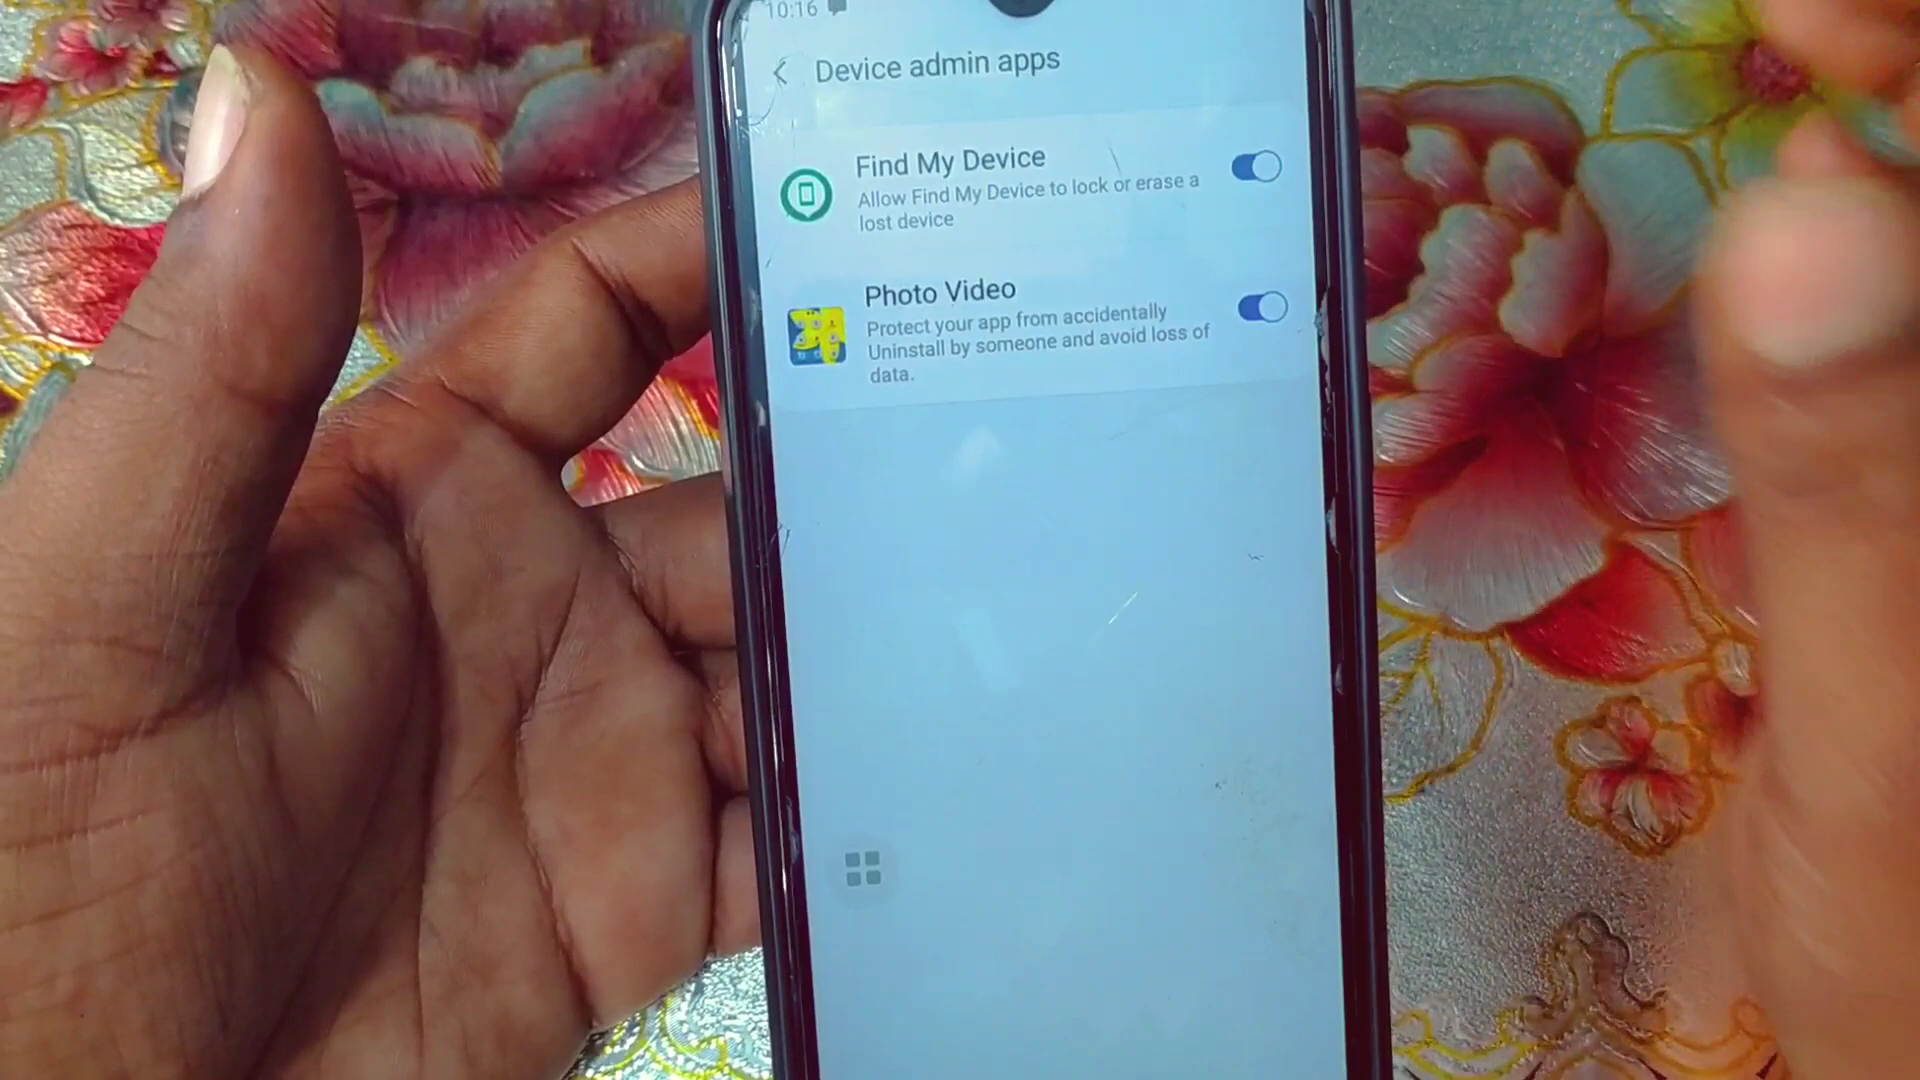 10:16
Device admin apps
Find My Device
Allow Find My Device to lock or erase a
lost device
Photo Video
Protect your app from accidentally
Uninstall by someone and avoid loss of
data.